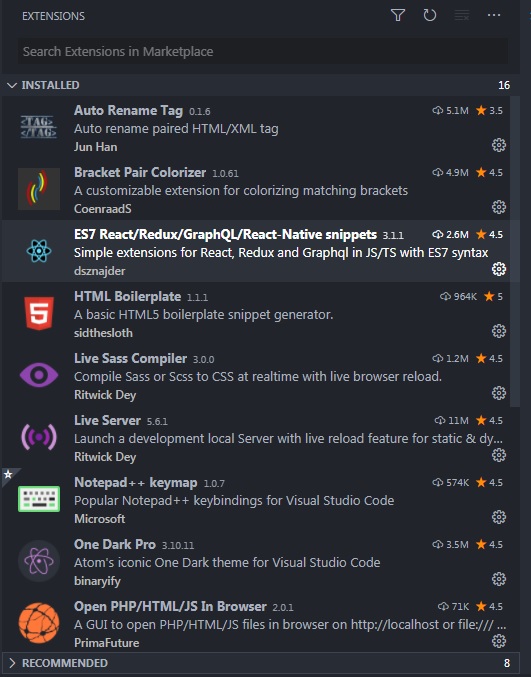 EXTENSIONS
Search Extensions in Marketplace
INSTALLED 16
Auto Rename Tag 0.1.6 5.1M 3.5
Auto rename paired HTML/XML tag
Jun Han
Bracket Pair Colorizer 1.0.61 4.9M 4.5
A customizable extension for colorizing matching brackets
CoenraadS
ES7 React/Redux/GraphQL/React-Native snippets 3.1.1 2.6M 4.5
Simple extensions for React, Redux and Graphql in JS/TS with ES7 syntax
dsznajder
HTML Boilerplate 1.1.1 964K 5
A basic HTML5 boilerplate snippet generator.
sidthesloth
Live Sass Compiler 3.0.0 1.2M 4.5
Compile Sass or Scss to CSS at realtime with live browser reload.
Ritwick Dey
Live Server 5.6.1 11M 4.5
Launch a development local Server with live reload feature for static & dy...
Ritwick Dey
Notepad++ keymap 1.0.7 574K 4.5
Popular Notepad++ keybindings for Visual Studio Code
Microsoft
One Dark Pro 3.10.11 3.5M 4.5
Atom's iconic One Dark theme for Visual Studio Code
binaryify
Open PHP/HTML/JS In Browser 2.0.1 71K 4.5
A GUI to open PHP/HTML/JS files in browser on http://localhost or file:/// ...
PrimaFuture
RECOMMENDED 8
<TAG>
</TAG>
5